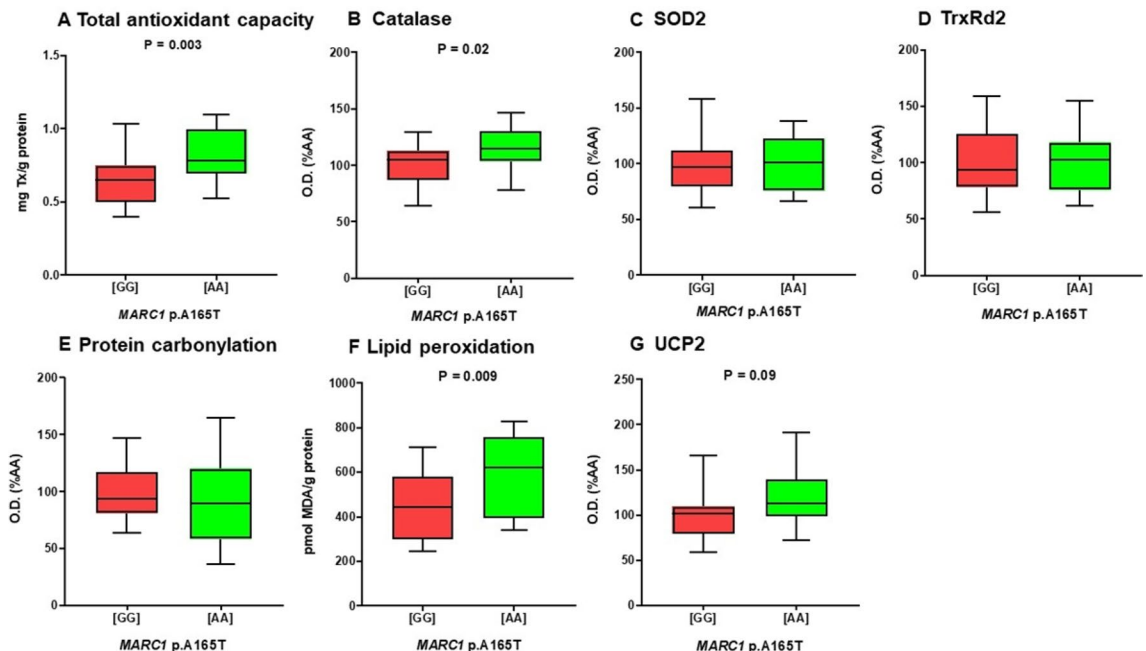 A Total antioxidant capacity
P = 0.003
mg Tx/g protein
1.5
1.0
0.5
0.0
[GG] [AA]
MARC1 p.A165T
B Catalase
P = 0.02
O.D. (%AA)
200
150
100
50
0
[GG] [AA]
MARC1 p.A165T
C SOD2
O.D. (%AA)
200
150
100
50
0
[GG] [AA]
MARC1 p.A165T
D TrxRd2
O.D. (%AA)
200
150
100
50
0
[GG] [AA]
MARC1 p.A165T
E Protein carbonylation
O.D. (%AA)
200
150
100
50
0
[GG] [AA]
MARC1 p.A165T
F Lipid peroxidation
P = 0.009
pmol MDA/g protein
1000
800
600
400
200
0
[GG] [AA]
MARC1 p.A165T
G UCP2
P = 0.09
O.D. (%AA)
250
200
150
100
50
0
[GG] [AA]
MARC1 p.A165T